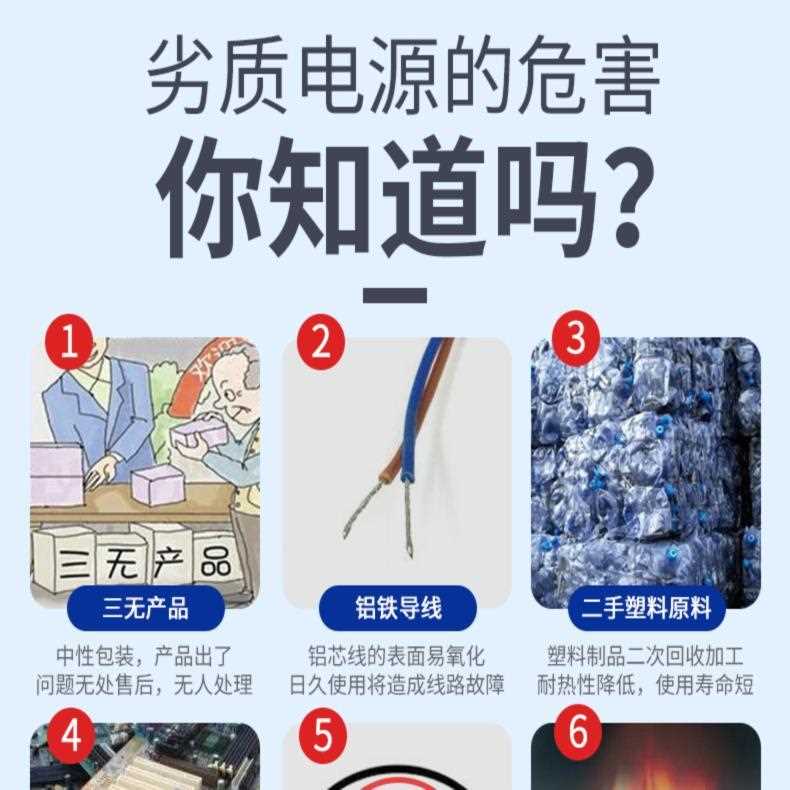 劣质电源的危害
你知道吗?
1
2
3
三无产品
三无产品
铝铁导线
二手塑料原料
中性包装，产品出了
问题无处售后，无人处理
铝芯线的表面易氧化
日久使用将造成线路故障
塑料制品二次回收加工
耐热性降低，使用寿命短
4
5
6